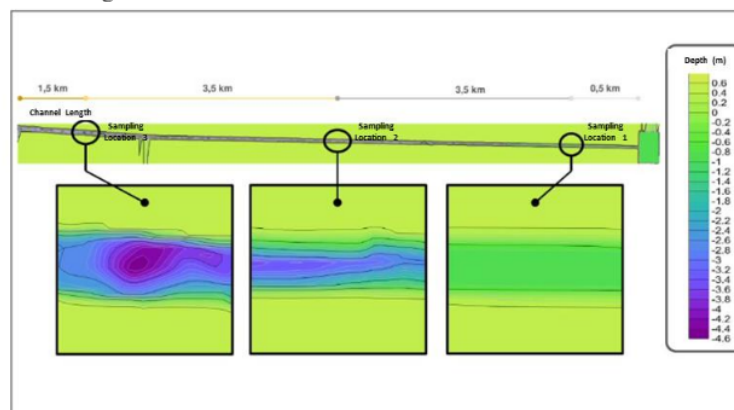 Depth (m)
1,5 km
3,5 km
3,5 km
0,5 km
Channel Length
Sampling
Location 3
Sampling
Location 2
Sampling
Location 1
0.6
0.4
0.2
0
-0.2
-0.4
-0.6
-0.8
-1
-1.2
-1.4
-1.6
-1.8
-2
-2.2
-2.4
-2.6
-2.8
-3
-3.2
-3.4
-3.6
-3.8
-4
-4.2
-4.4
-4.6